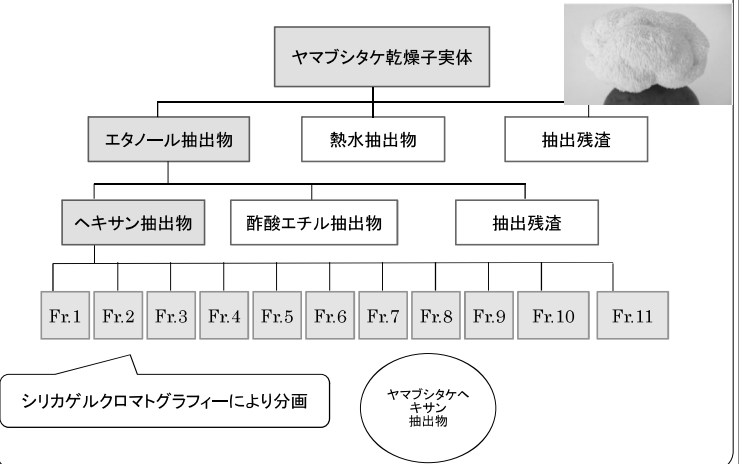 ヤマブシタケ乾燥子実体
エタノール抽出物
熱水抽出物
抽出残渣
ヘキサン抽出物
酢酸エチル抽出物
抽出残渣
Fr.1
Fr.2
Fr.3
Fr.4
Fr.5
Fr.6
Fr.7
Fr.8
Fr.9
Fr.10
Fr.11
シリカゲルクロマトグラフィーにより分画
ヤマブシタケヘ
キサン
抽出物